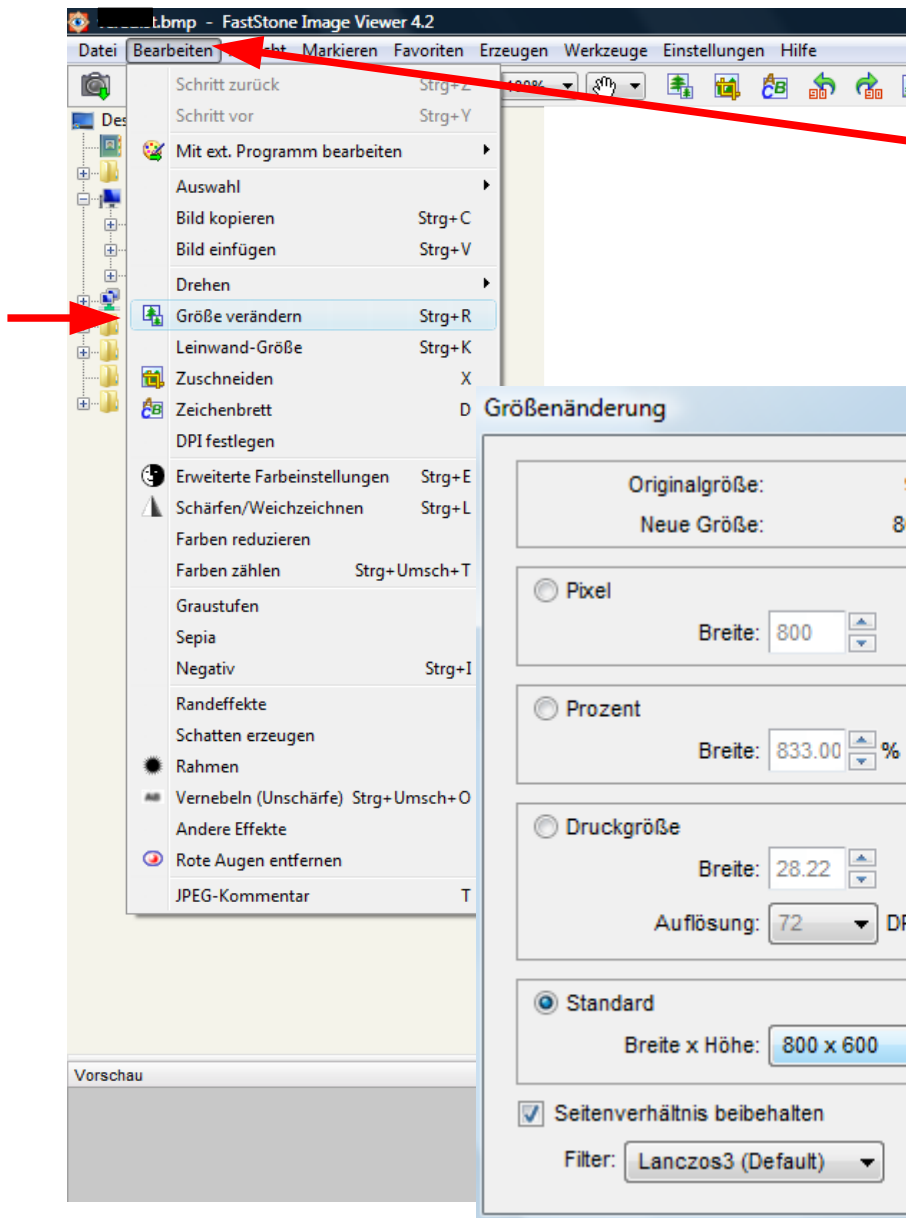 t.bmp - FastStone Image Viewer 4.2
Datei Bearbeiten Markieren Favoriten Erzeugen Werkzeuge Einstellungen Hilfe
Schritt zurück Strg+Z
100%
Schritt vor Strg+Y
Des
Mit ext. Programm bearbeiten
Auswahl
Bild kopieren Strg+C
Bild einfügen Strg+V
Drehen
Größe verändern Strg+R
Leinwand-Größe Strg+K
Zuschneiden X
Zeichenbrett D
DPI festlegen
Erweiterte Farbeinstellungen Strg+E
Schärfen/Weichzeichnen Strg+L
Farben reduzieren
Farben zählen Strg+Umsch+T
Graustufen
Sepia
Negativ Strg+I
Randeffekte
Schatten erzeugen
Rahmen
Vernebeln (Unschärfe) Strg+Umsch+O
Andere Effekte
Rote Augen entfernen
JPEG-Kommentar T
Vorschau
Größenänderung
Originalgröße:
Neue Größe: 80
Pixel
Breite: 800
Prozent
Breite: 833.00 %
Druckgröße
Breite: 28.22
Auflösung: 72 DP
Standard
Breite x Höhe: 800 x 600
Seitenverhältnis beibehalten
Filter: Lanczos3 (Default)